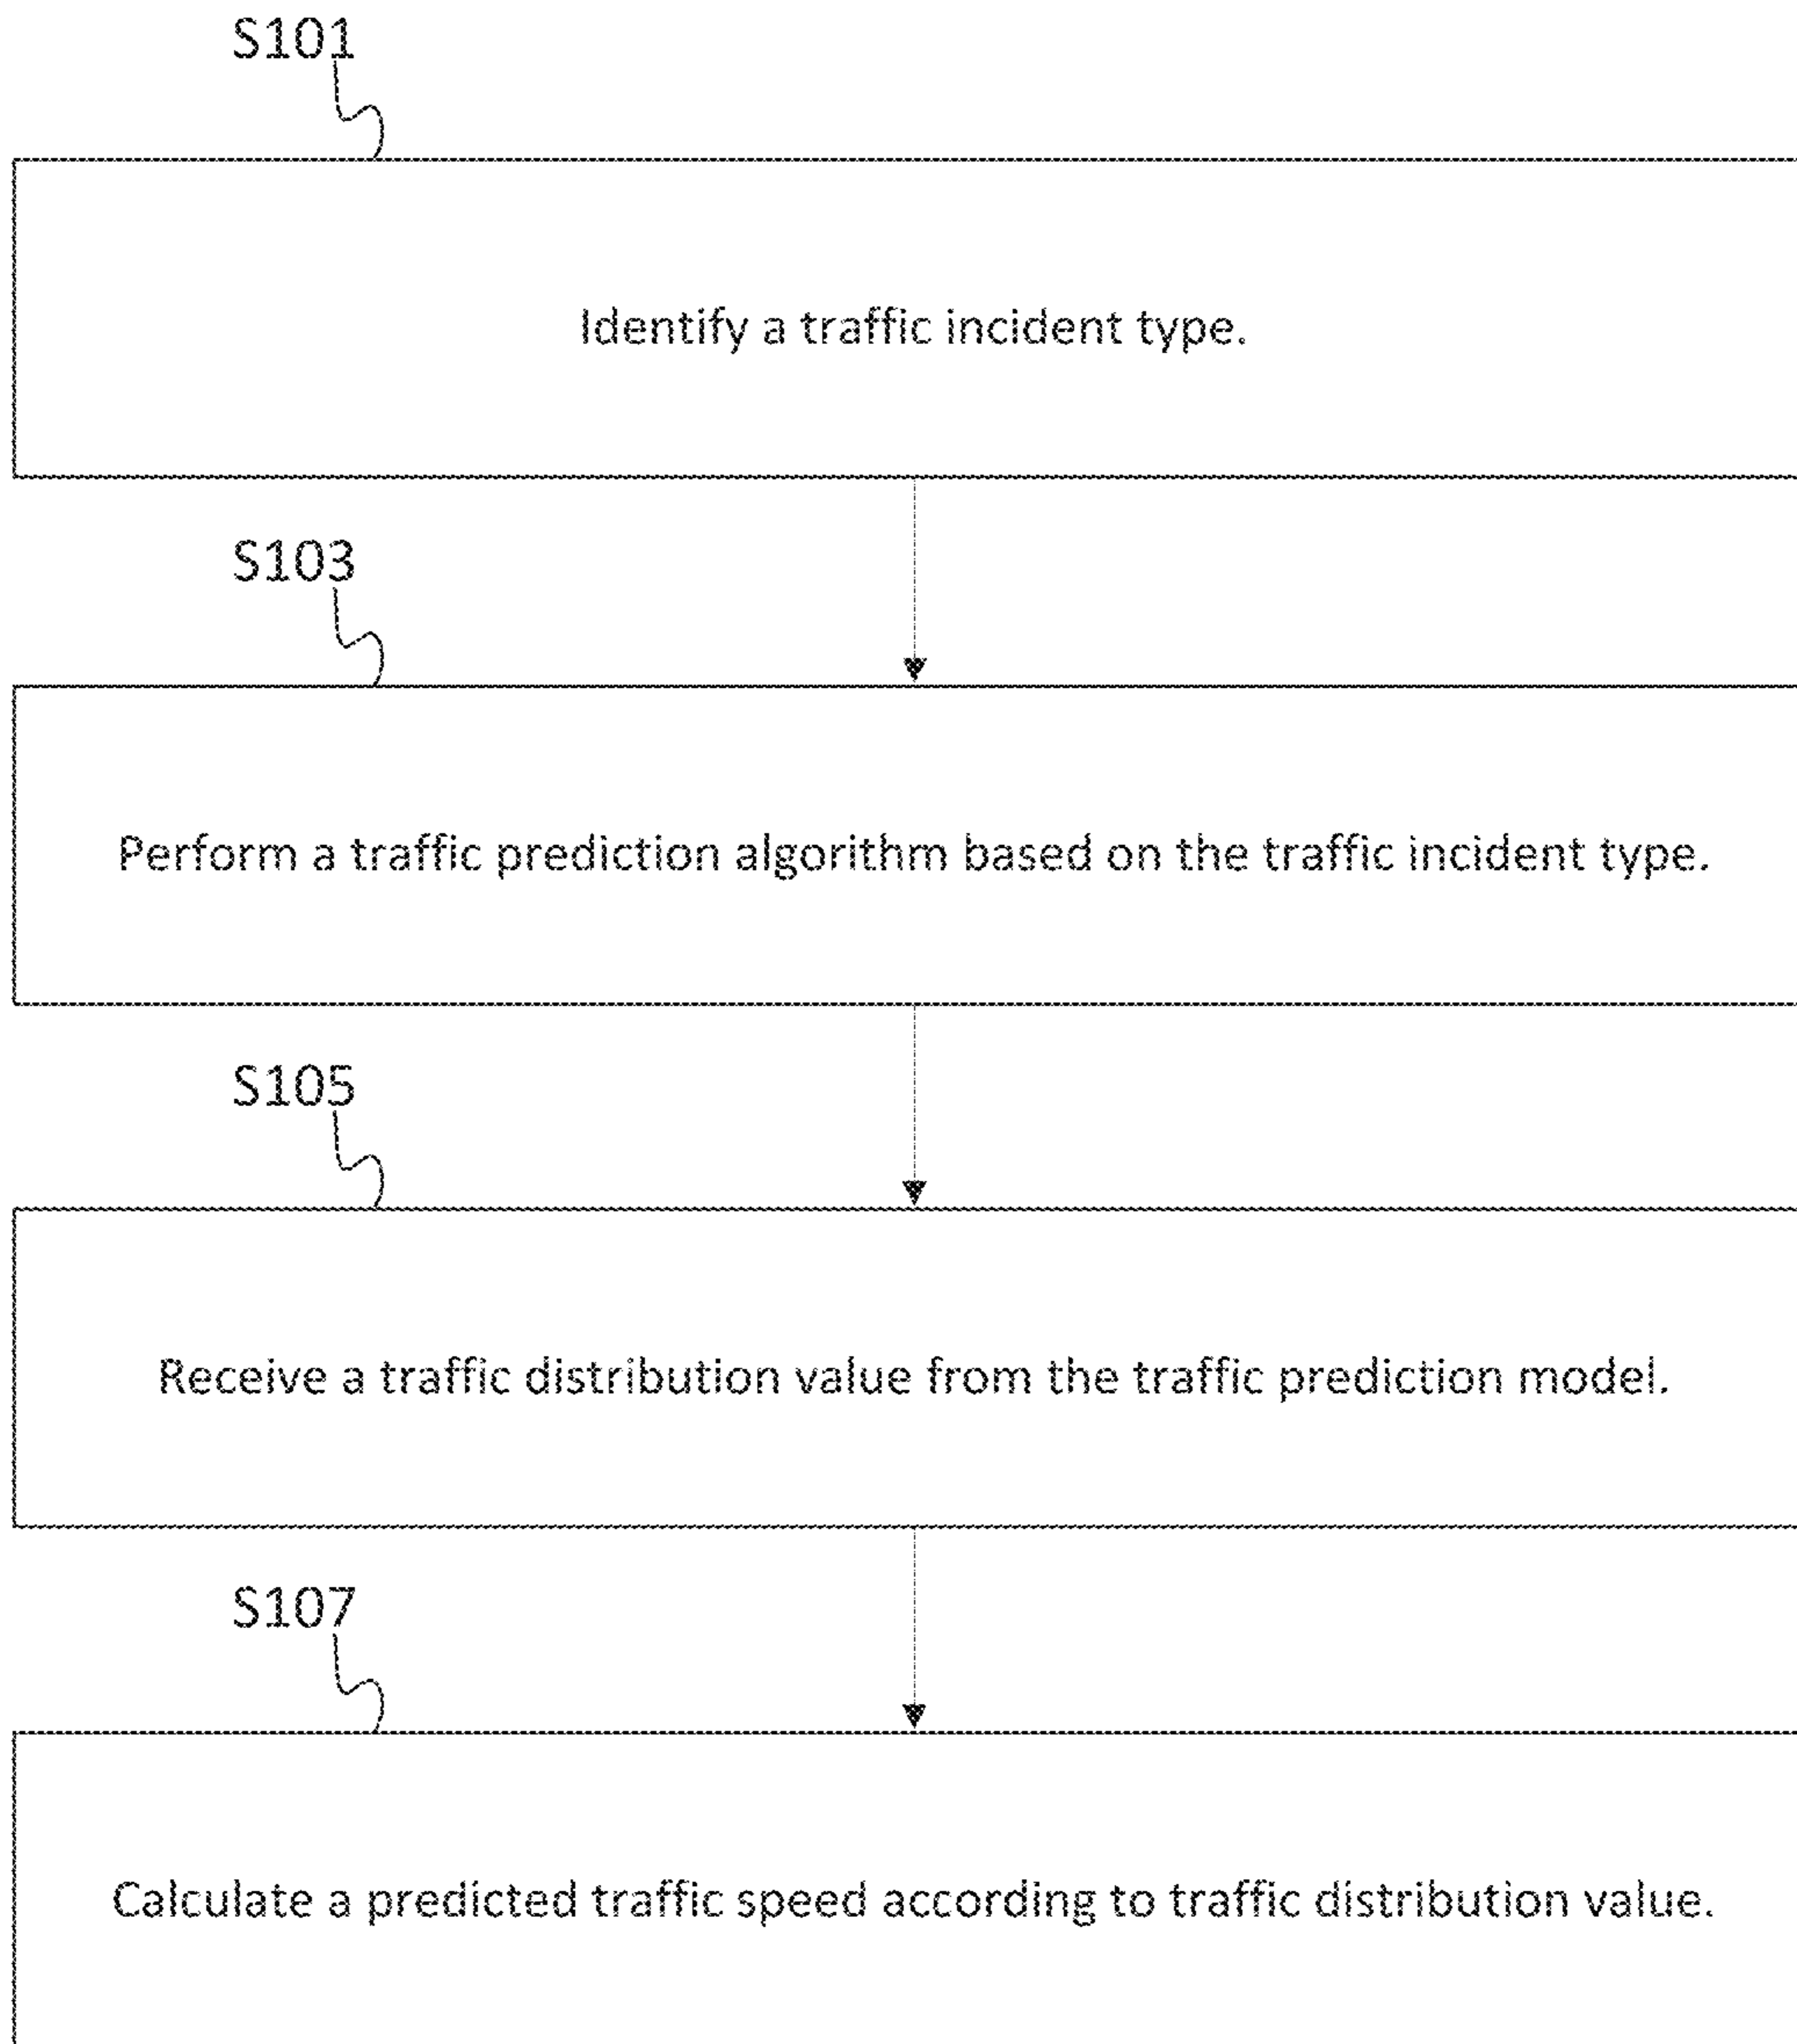 S101
Identify a traffic incident type.
S103
Perform a traffic prediction algorithm based on the traffic incident type.
S105
Receive a traffic distribution value from the traffic prediction model.
S107
Calculate a predicted traffic speed according to traffic distribution value.